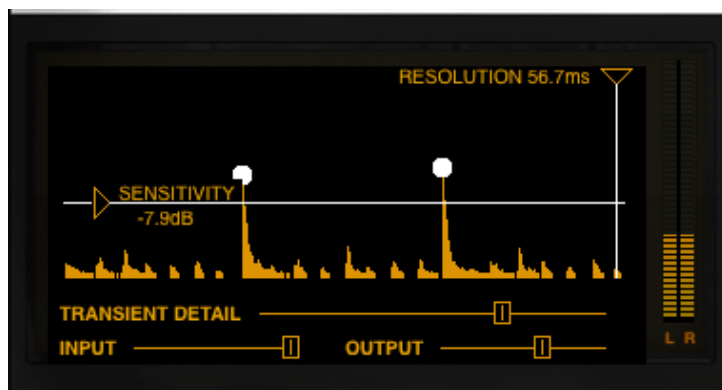 RESOLUTION 56.7ms
SENSITIVITY
-7.9dB
TRANSIENT DETAIL
INPUT OUTPUT
L R